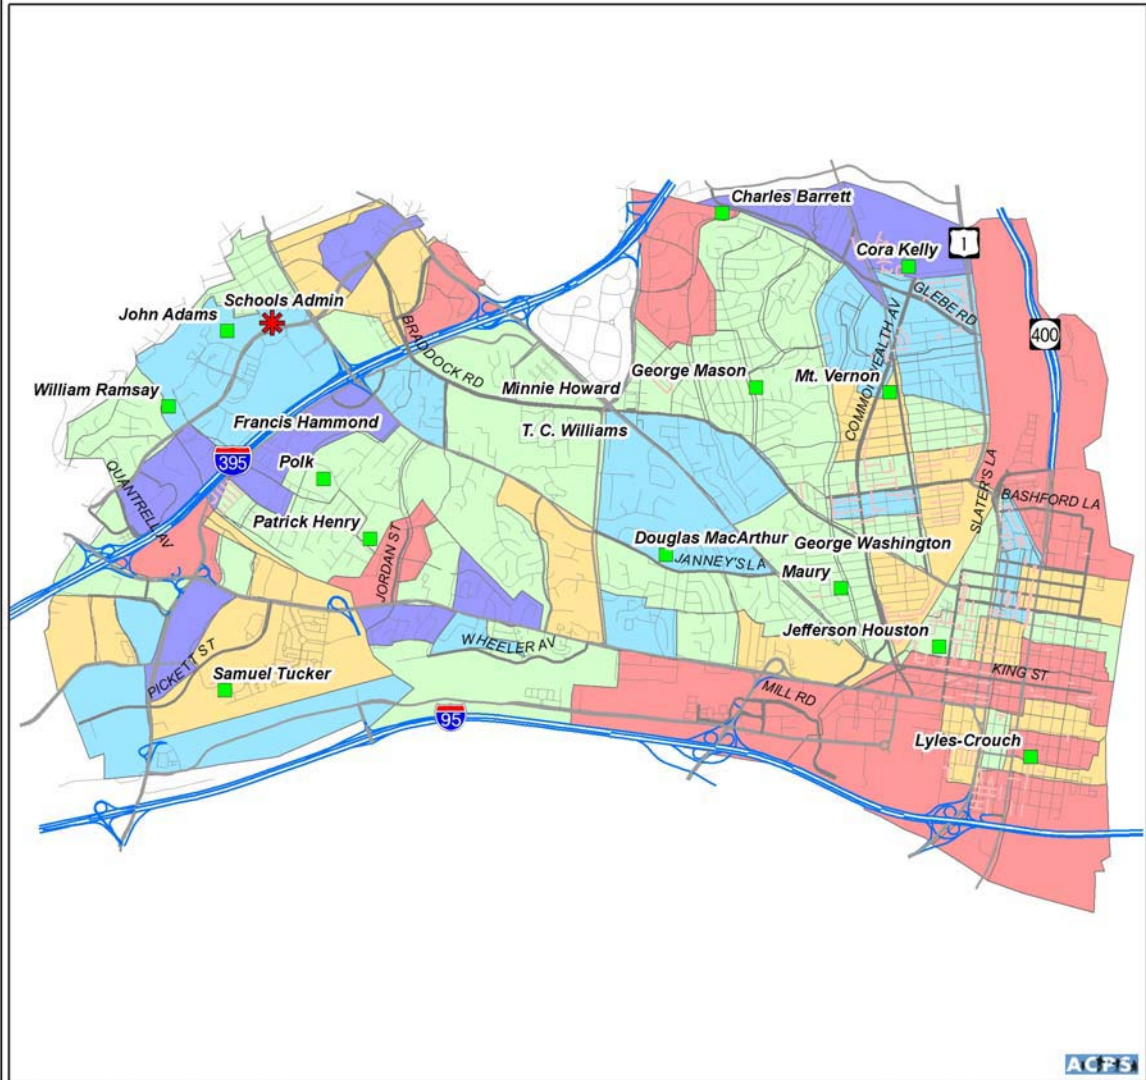 Charles Barrett
1
Cora Kelly
GLEBE RD
Schools Admin
John Adams
400
BRADDOCK RD
COMMONWEALTH AV
George Mason
Mt. Vernon
Minnie Howard
William Ramsay
Francis Hammond
T. C. Williams
395
Polk
QUANTRELL AV
SLATER'S LA
BASHFORD LA
Patrick Henry
JORDAN ST
Douglas MacArthur
George Washington
JANNEY'S LA
Maury
Jefferson Houston
WHEELER AV
PICKETT ST
Samuel Tucker
KING ST
MILL RD
95
Lyles-Crouch
ACPS